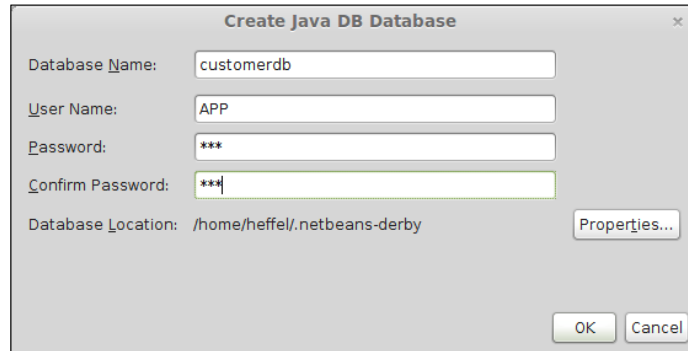 Create Java DB Database ×
Database Name: customerdb
User Name: APP
Password: ***
Confirm Password: ***
Database Location: /home/heffel/.netbeans-derby Properties...
OK Cancel